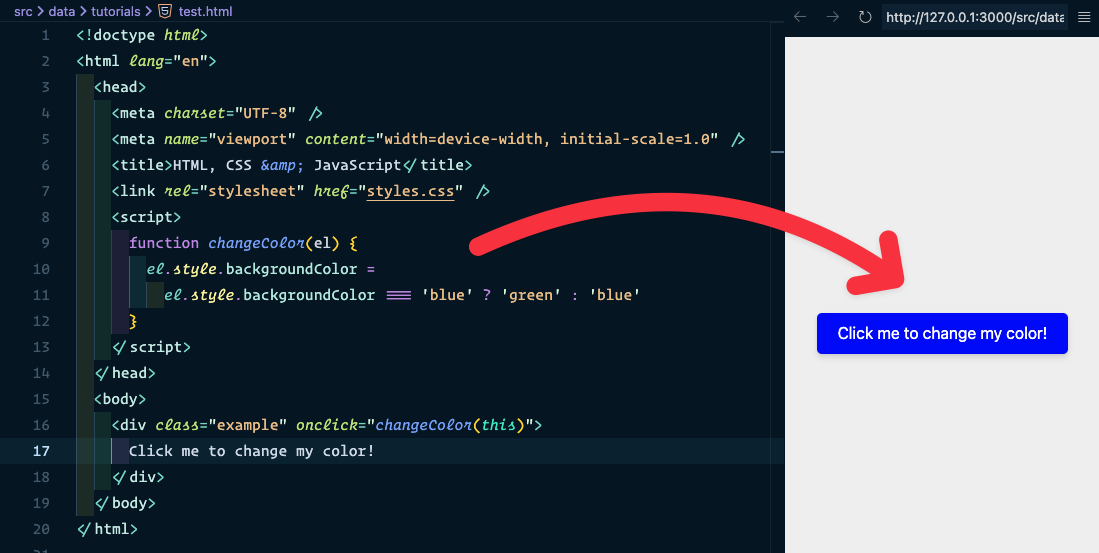 src > data > tutorials > test.html
http://127.0.0.1:3000/src/data
1 <!doctype html>
2 <html lang="en">
3 <head>
4 <meta charset="UTF-8" />
5 <meta name="viewport" content="width=device-width, initial-scale=1.0" />
6 <title>HTML, CSS &amp; JavaScript</title>
7 <link rel="stylesheet" href="styles.css" />
8 <script>
9 function changeColor(el) {
10 el.style.backgroundColor =
11 el.style.backgroundColor === 'blue' ? 'green' : 'blue'
12 }
13 </script>
14 </head>
15 <body>
16 <div class="example" onclick="changeColor(this)">
17 Click me to change my color!
18 </div>
19 </body>
20 </html>
Click me to change my color!